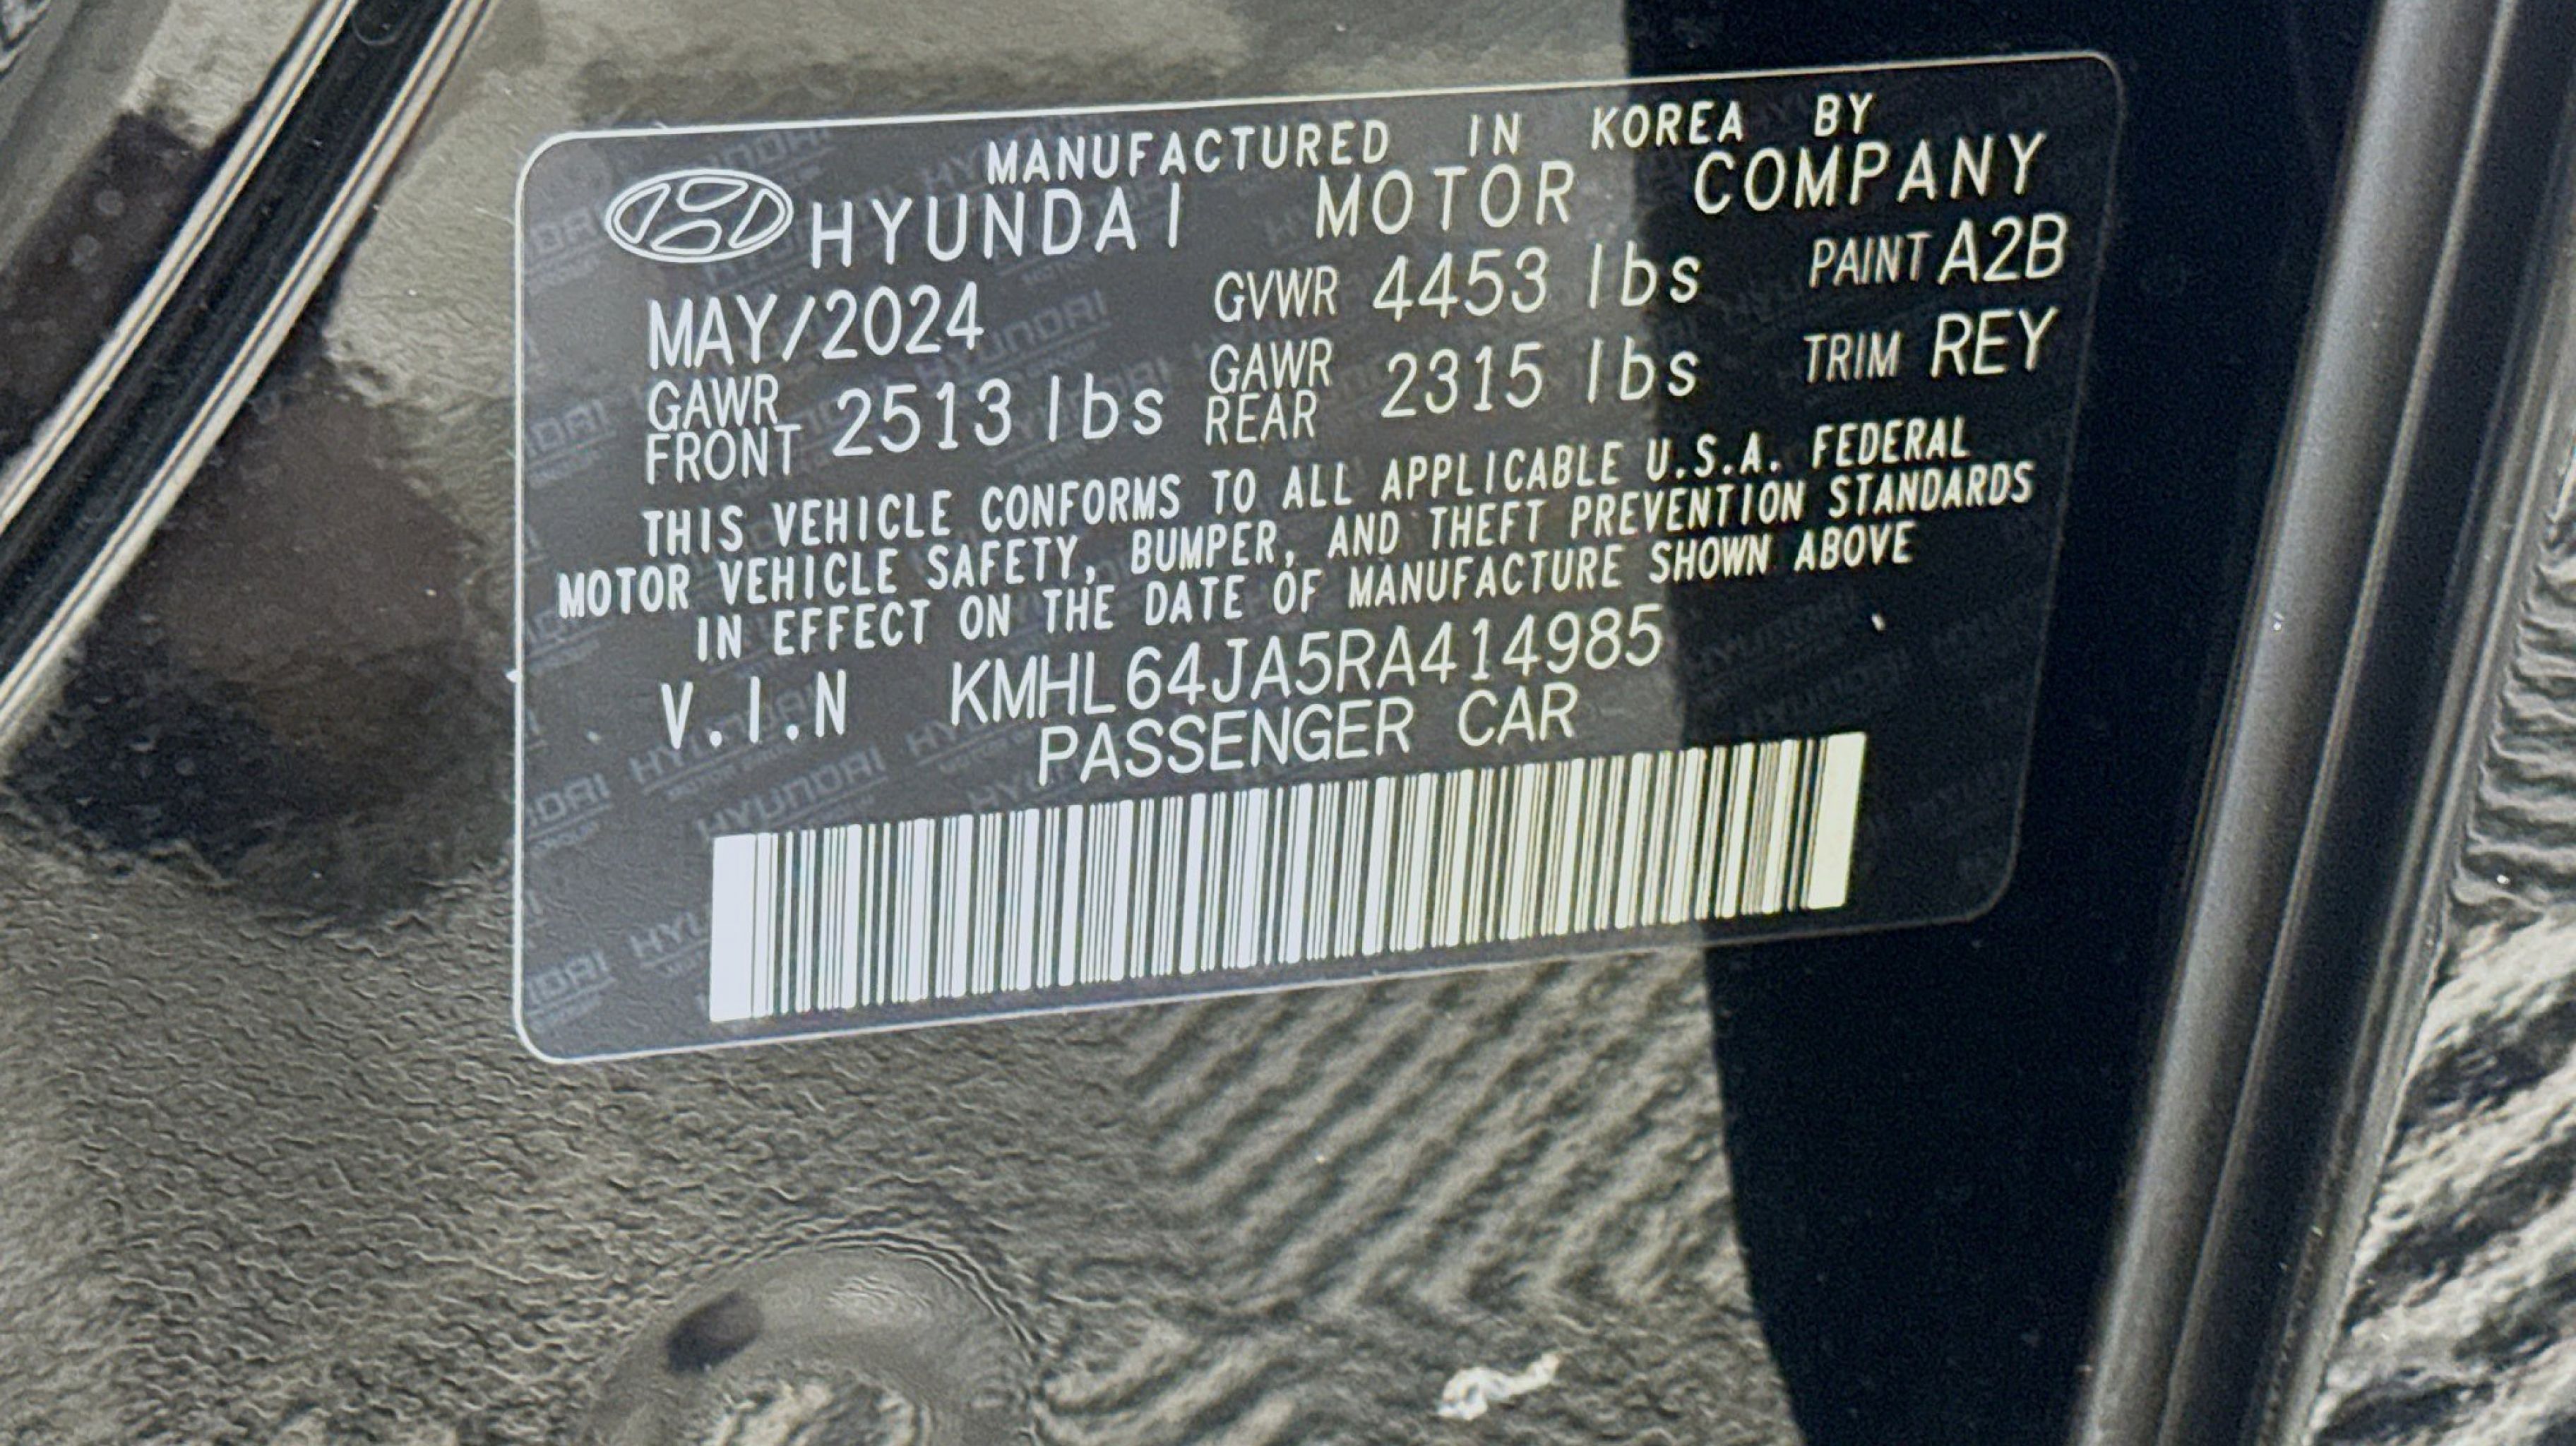 MANUFACTURED IN KOREA BY
HYUNDAI MOTOR COMPANY
MAY/2024 GVWR 4453 lbs PAINT A2B
GAWR FRONT 2513 lbs GAWR REAR 2315 lbs TRIM REY
THIS VEHICLE CONFORMS TO ALL APPLICABLE U.S.A. FEDERAL
MOTOR VEHICLE SAFETY, BUMPER, AND THEFT PREVENTION STANDARDS
IN EFFECT ON THE DATE OF MANUFACTURE SHOWN ABOVE
V.I.N KMHL64JA5RA414985
PASSENGER CAR